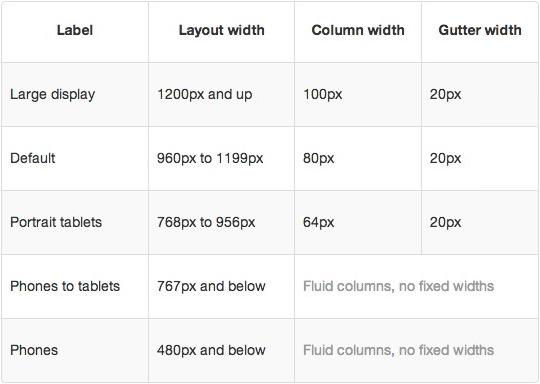 Label Layout width Column width Gutter width
Large display 1200px and up 100px 20px
Default 960px to 1199px 80px 20px
Portrait tablets 768px to 956px 64px 20px
Phones to tablets 767px and below Fluid columns, no fixed widths
Phones 480px and below Fluid columns, no fixed widths